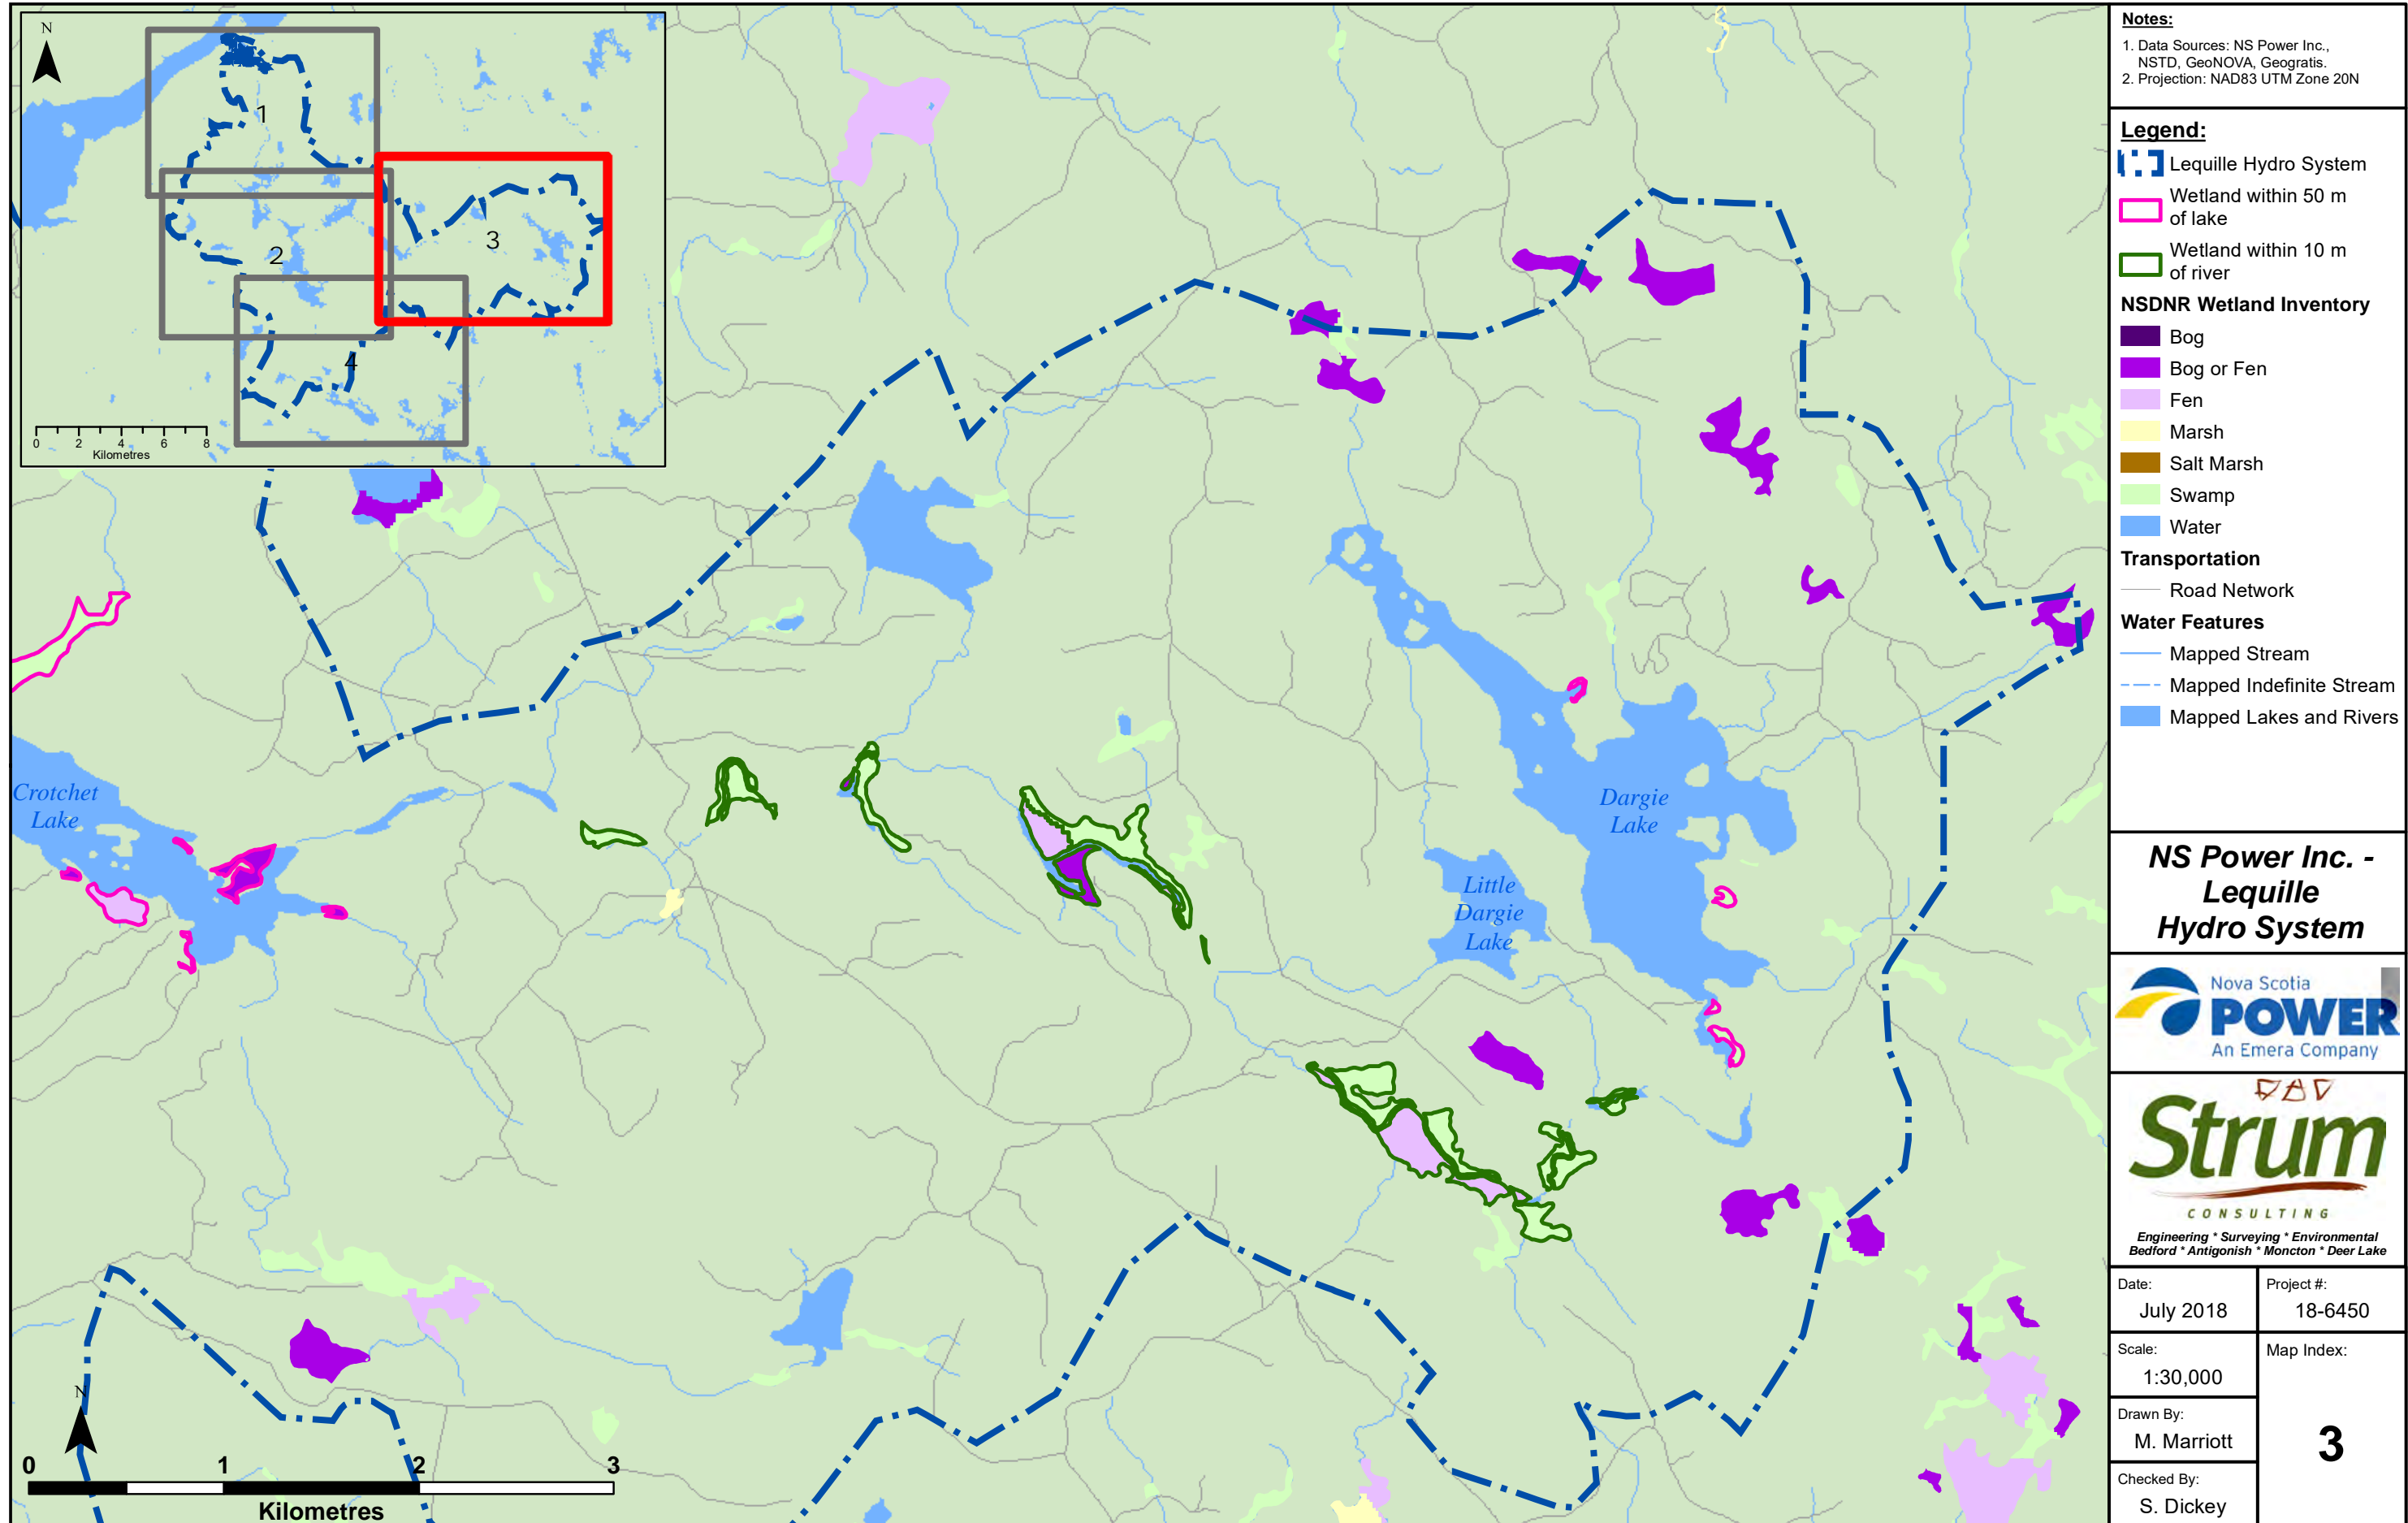 N
1
2
3
4
0 2 4 6 8
Kilometres
Crotchet
Lake
Dargie
Lake
Little
Dargie
Lake
N
0 1 2 3
Kilometres
Notes:
1. Data Sources: NS Power Inc.,
NSTD, GeoNOVA, Geogratis.
2. Projection: NAD83 UTM Zone 20N
Legend:
Lequille Hydro System
Wetland within 50 m
of lake
Wetland within 10 m
of river
NSDNR Wetland Inventory
Bog
Bog or Fen
Fen
Marsh
Salt Marsh
Swamp
Water
Transportation
Road Network
Water Features
Mapped Stream
Mapped Indefinite Stream
Mapped Lakes and Rivers
NS Power Inc. -
Lequille
Hydro System
Nova Scotia
POWER
An Emera Company
Strum
CONSULTING
Engineering * Surveying * Environmental
Bedford * Antigonish * Moncton * Deer Lake
Date:
July 2018
Project #:
18-6450
Scale:
1:30,000
Map Index:
3
Drawn By:
M. Marriott
Checked By:
S. Dickey